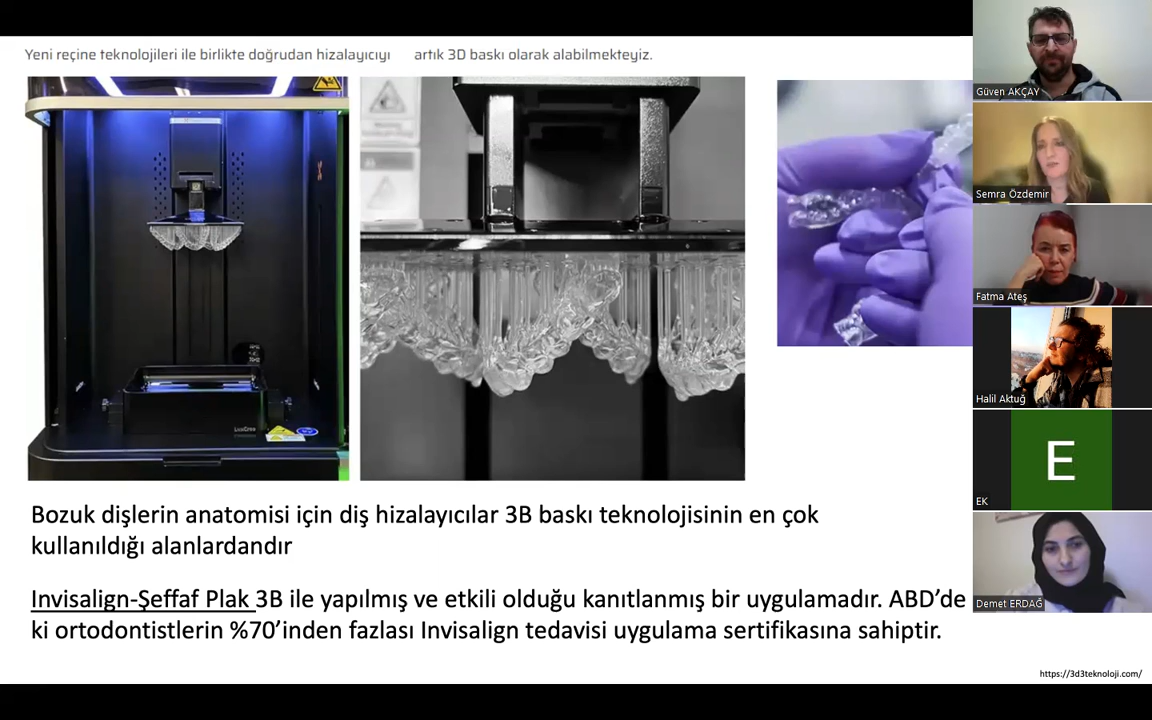 Yeni reçine teknolojileri ile birlikte doğrudan hizalayıcıyı artık 3D baskı olarak alabilmekteyiz.
Bozuk dişlerin anatomisi için diş hizalayıcılar 3B baskı teknolojisinin en çok
kullanıldığı alanlardandır
Invisalign-Şeffaf Plak 3B ile yapılmış ve etkili olduğu kanıtlanmış bir uygulamadır. ABD’de
ki ortodontistlerin %70’inden fazlası Invisalign tedavisi uygulama sertifikasına sahiptir.
https://3d3teknoloji.com/
Güven AKÇAY
Semra Özdemir
Fatma Ateş
Halil Aktuğ
E
EK
Demet ERDAĞ